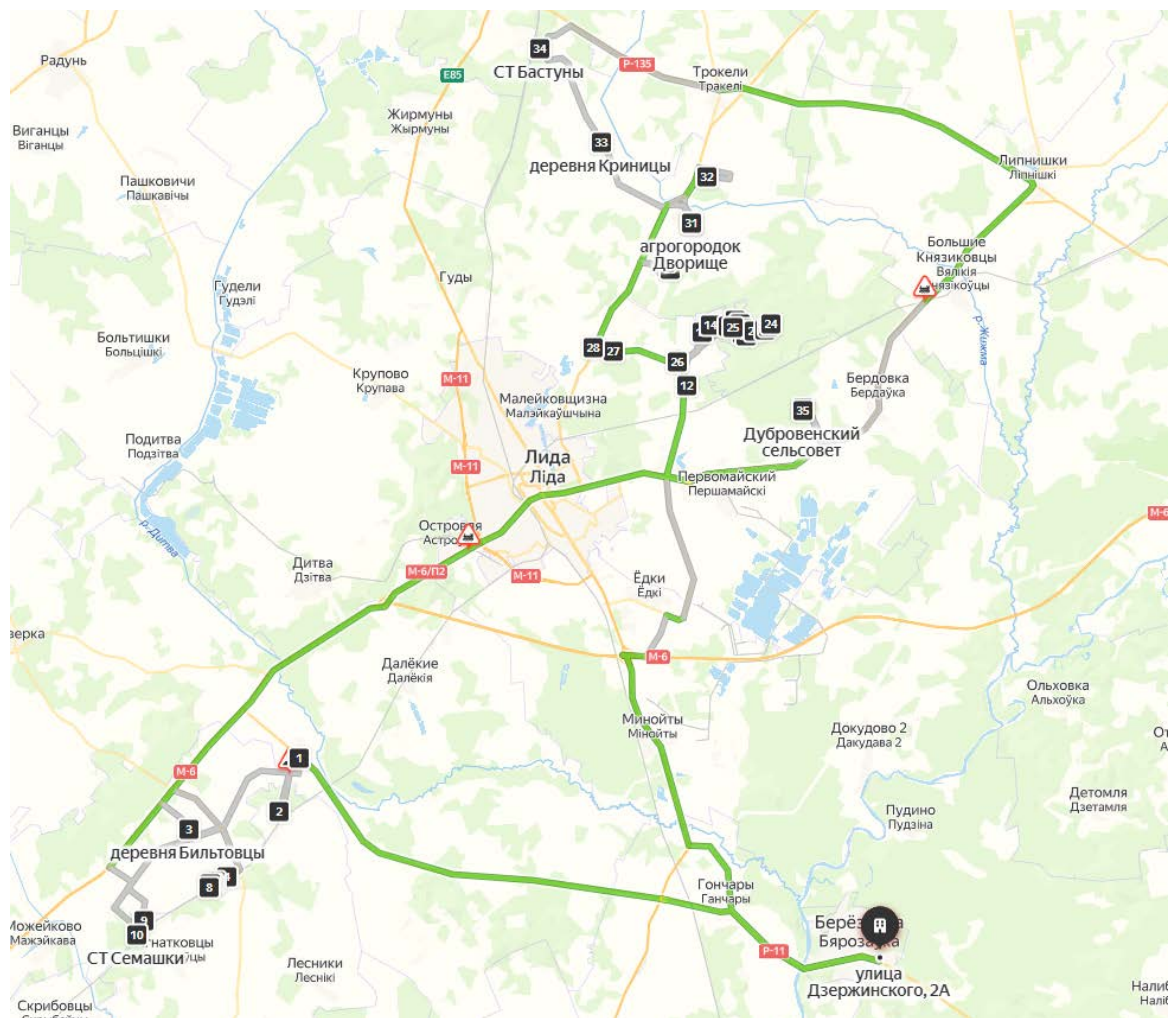 34
СТ Бастуны
Радунь
E85
P-135
Трокели
Тракелі
Жирмуны
Жырмуны
Виганцы
Віганцы
33
деревня Криницы
Липнишки
Ліпнішкі
Пашковичи
Пашкавічы
32
31
агрогородок
Дворище
Большие
Князиковцы
Вялікія
Гуды
Гудели
Гудэлі
р. Жижма
14
25
24
Больтишки
Больцішкі
28
27
26
12
M-11
Крупово
Крупава
Малейковщизна
Малэйкаўшчына
Бердовка
Бердаўка
35
Дубровенский
сельсовет
Подитва
Подзітва
Лида
Ліда
M-11
Первомайский
Першамайскі
M-6
р. Дитва
Дитва
Дзітва
M-6/П2
M-11
Ёдки
Ёдкі
M-6
Далёкие
Далёкія
Ольховка
Альхоўка
Минойты
Мінойты
Докудово 2
Дакудава 2
1
M-6
2
3
деревня Бильтовцы
Детомля
Дзетамля
Пудино
Пудзіна
8
9
10
СТ Семашки
Можейково
Мажэйкава
Гончары
Ганчары
Лесники
Леснікі
P-11
улица
Дзержинского, 2А
Скрибовцы